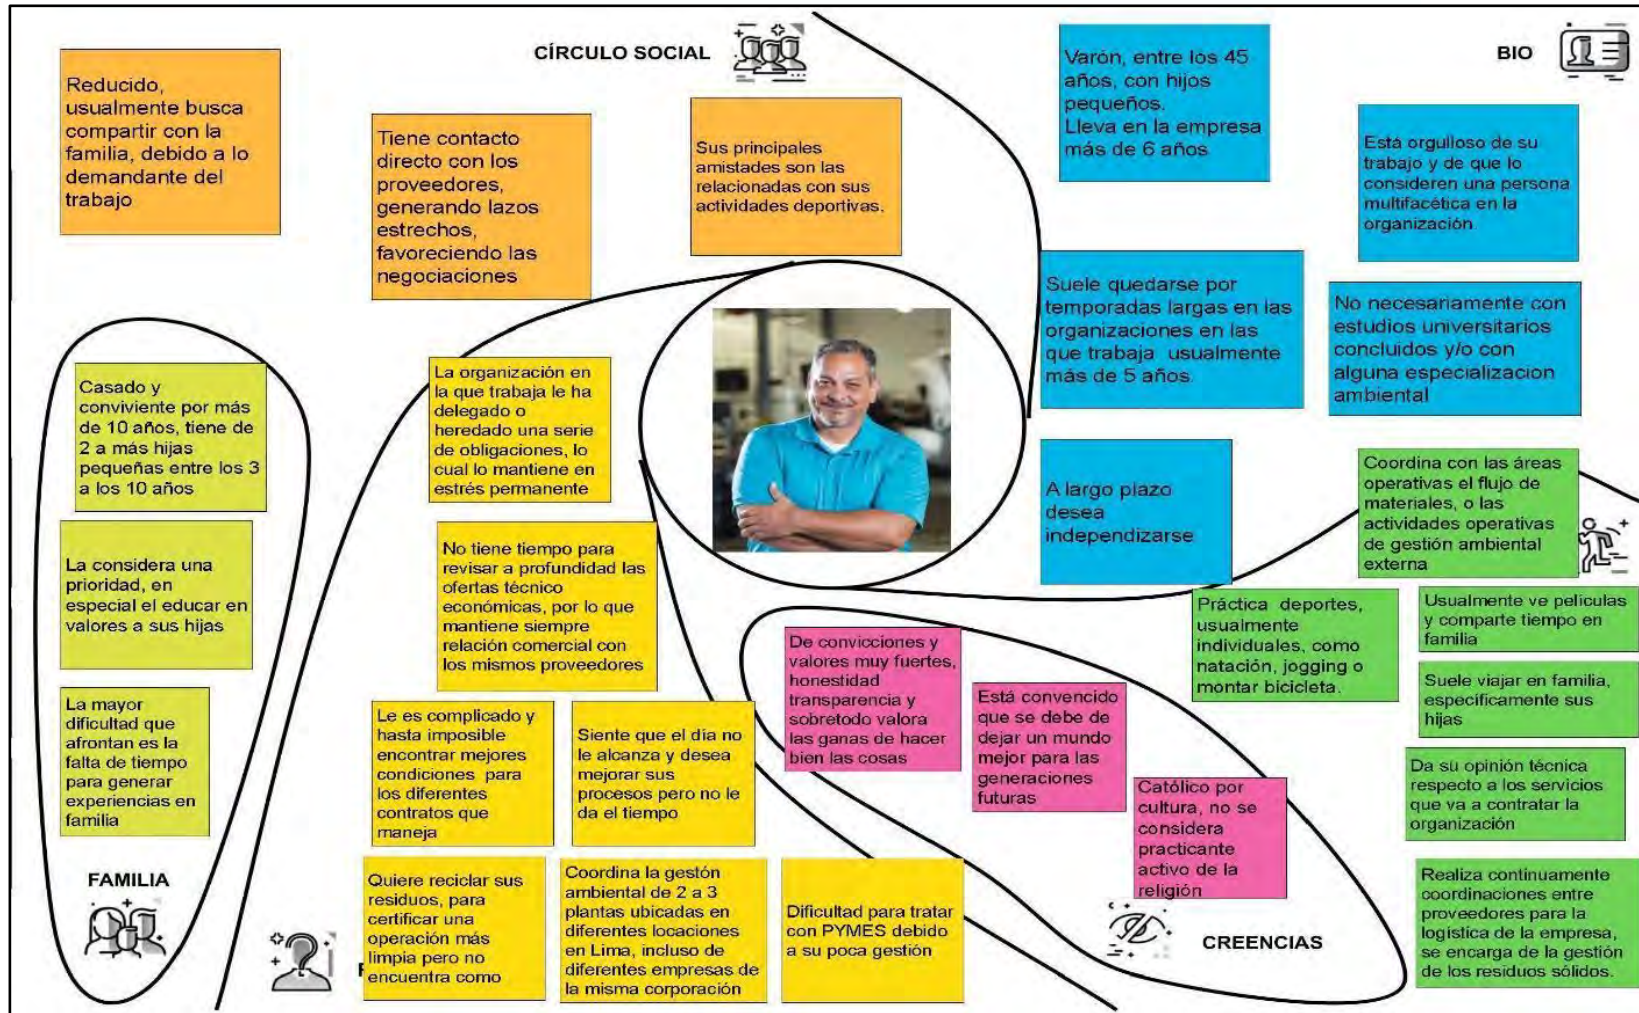 CÍRCULO SOCIAL
Reducido,
usualmente busca
compartir con la
familia, debido a lo
demandante del
trabajo
Tiene contacto
directo con los
proveedores,
generando lazos
estrechos,
favoreciendo las
negociaciones
Sus principales
amistades son las
relacionadas con sus
actividades deportivas.
BIO
Varón, entre los 45
años, con hijos
pequeños.
Lleva en la empresa
más de 6 años
Está orgulloso de su
trabajo y de que lo
consideren una persona
multifacética en la
organización
Suele quedarse por
temporadas largas en las
organizaciones en las
que trabaja usualmente
más de 5 años.
No necesariamente con
estudios universitarios
concluidos y/o con
alguna especialización
ambiental
A largo plazo
desea
independizarse
Casado y
conviviente por más
de 10 años, tiene de
2 a más hijas
pequeñas entre los 3
a los 10 años
La considera una
prioridad, en
especial el educar en
valores a sus hijas
La mayor
dificultad que
afrontan es la
falta de tiempo
para generar
experiencias en
familia
FAMILIA
La organización en
la que trabaja le ha
delegado o
heredado una serie
de obligaciones, lo
cual lo mantiene en
estrés permanente
No tiene tiempo para
revisar a profundidad las
ofertas técnico
económicas, por lo que
mantiene siempre
relación comercial con
los mismos proveedores
Le es complicado y
hasta imposible
encontrar mejores
condiciones para
los diferentes
contratos que
maneja
Siente que el día no
le alcanza y desea
mejorar sus
procesos pero no le
da el tiempo
Quiere reciclar sus
residuos, para
certificar una
operación más
limpia pero no
encuentra como
Coordina la gestón
ambiental de 2 a 3
plantas ubicadas en
diferentes locaciones
en Lima, incluso de
diferentes empresas de
la misma corporación
Dificultad para tratar
con PYMES debido
a su poca gestión
De convicciones y
valores muy fuertes,
honestidad
transparencia y
sobretodo valora
las ganas de hacer
bien las cosas
Está convencido
que se debe de
dejar un mundo
mejor para las
generaciones
futuras
Católico por
cultura, no se
considera
practicante
activo de la
religión
CREENCIAS
Coordina con las áreas
operativas el flujo de
materiales, o las
actividades operativas
de gestión ambiental
externa
Práctica deportes,
usualmente
individuales, como
natación, jogging o
montar bicicleta.
Usualmente ve películas
y comparte tiempo en
familia
Suele viajar en familia,
específicamente sus
hijas
Da su opinión técnica
respecto a los servicios
que va a contratar la
organización
Realiza continuamente
coordinaciones entre
proveedores para la
logística de la empresa,
se encarga de la gestión
de los residuos sólidos.